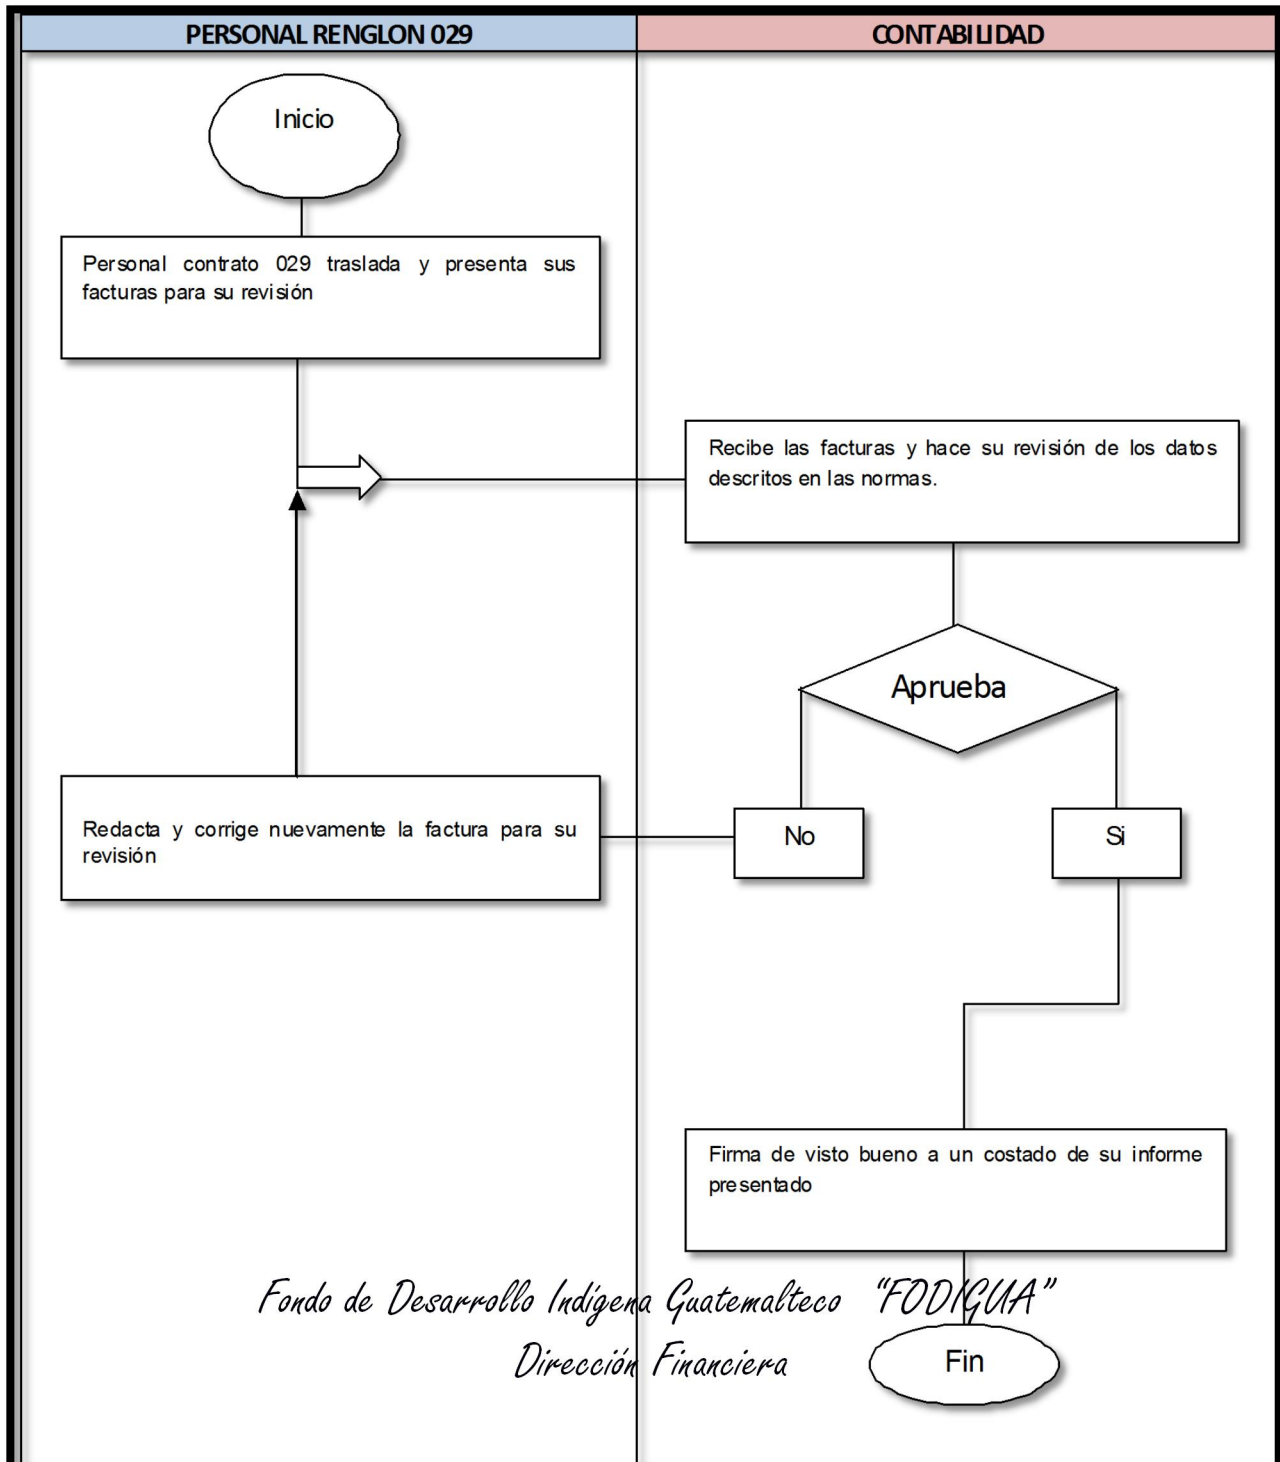 PERSONAL RENGLON 029
CONTABILIDAD
Inicio
Personal contrato 029 traslada y presenta sus
facturas para su revisión
Recibe las facturas y hace su revisión de los datos
descritos en las normas.
Aprueba
No
Si
Redacta y corrige nuevamente la factura para su
revisión
Firma de visto bueno a un costado de su informe
presentado
Fondo de Desarrollo Indígena Guatemalteco "FODIGUA"
Dirección Financiera
Fin